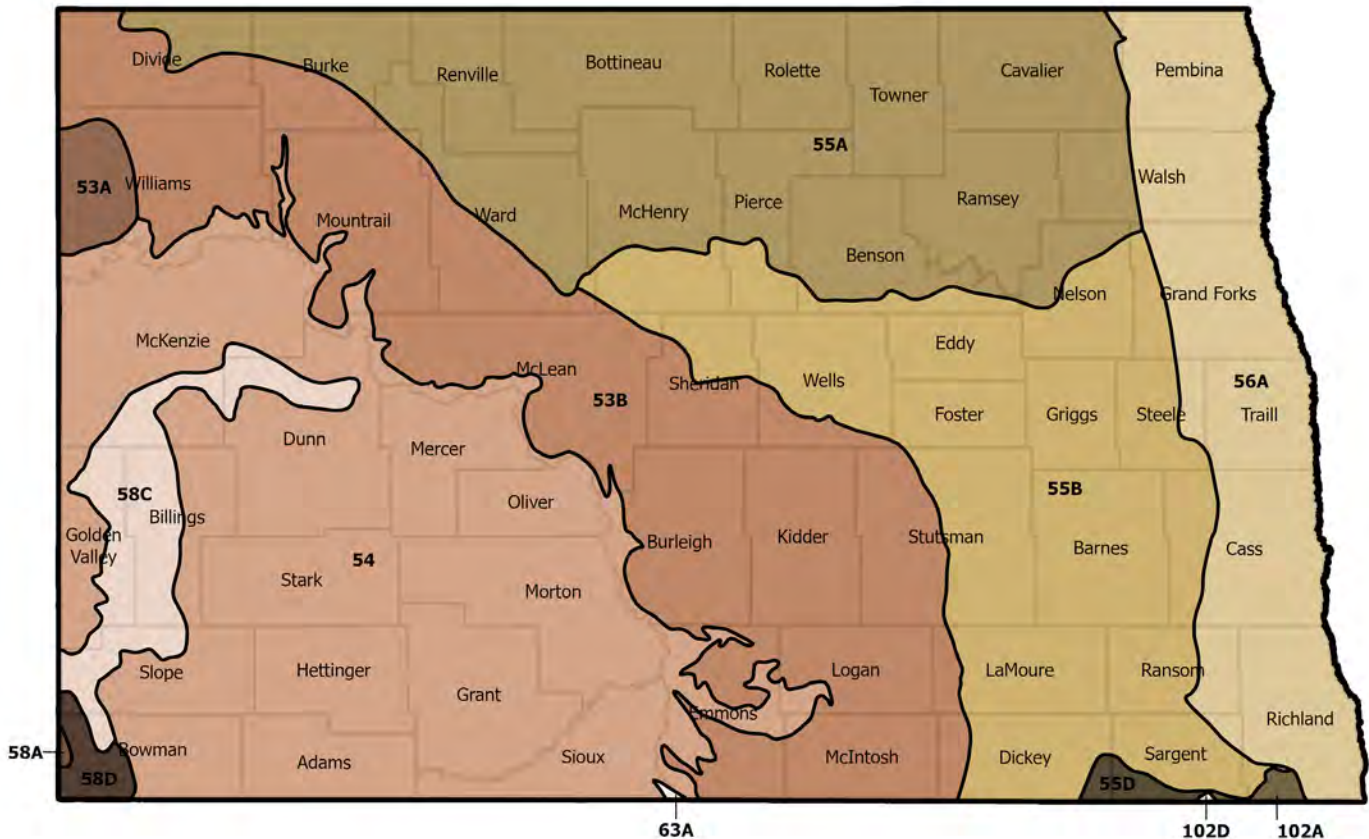 Divide
Burke
Renville
Bottineau
Rolette
Towner
Cavalier
Pembina
55A
53A
Williams
Mountrail
Ward
McHenry
Pierce
Ramsey
Walsh
Benson
Nelson
Grand Forks
McKenzie
McLean
53B
Sheridan
Wells
Eddy
Foster
Griggs
Steele
56A
Traill
Dunn
Mercer
Oliver
58C
Billings
Golden
Valley
54
Stark
Morton
Burleigh
Kidder
Stutsman
55B
Barnes
Cass
Slope
Hettinger
Grant
Emmons
Logan
LaMoure
Ransom
Richland
58A
Bowman
58D
Adams
Sioux
McIntosh
Dickey
55D
Sargent
63A
102D
102A